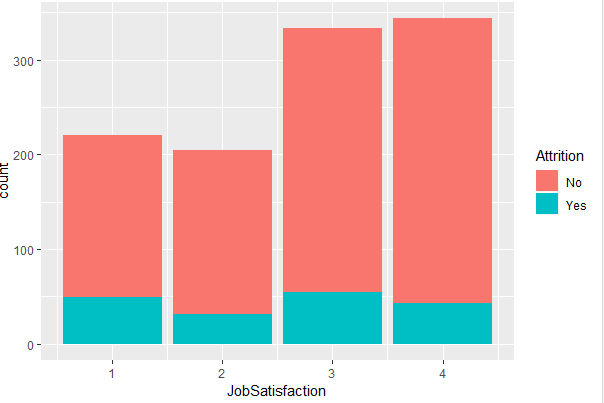 300
200
100
0
count
1 2 3 4
JobSatisfaction
Attrition
No
Yes